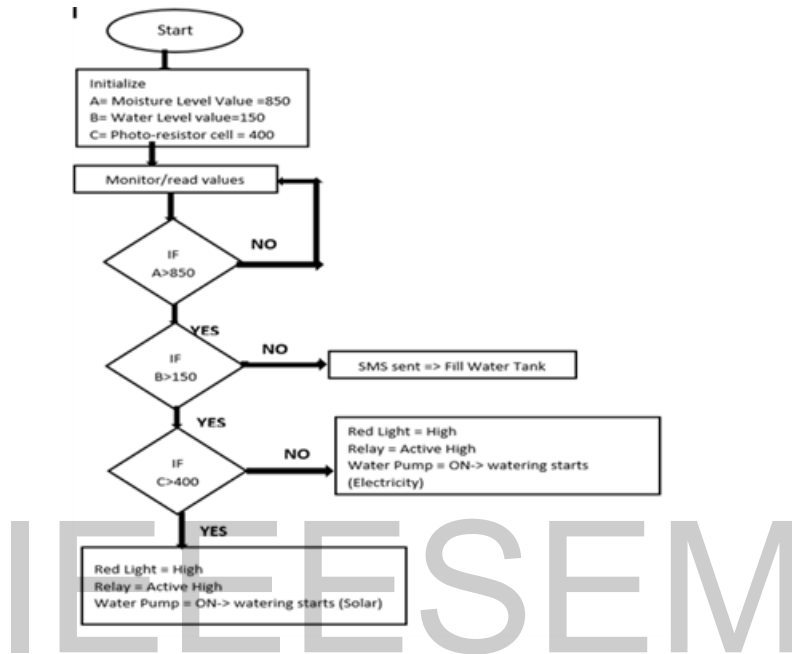 Start
Initialize
A= Moisture Level Value =850
B= Water Level value=150
C= Photo-resistor cell = 400
Monitor/read values
IF
A>850
NO
YES
IF
B>150
NO
SMS sent => Fill Water Tank
YES
IF
C>400
NO
Red Light = High
Relay = Active High
Water Pump = ON-> watering starts
(Electricity)
YES
Red Light = High
Relay = Active High
Water Pump = ON-> watering starts (Solar)
IEEESEM